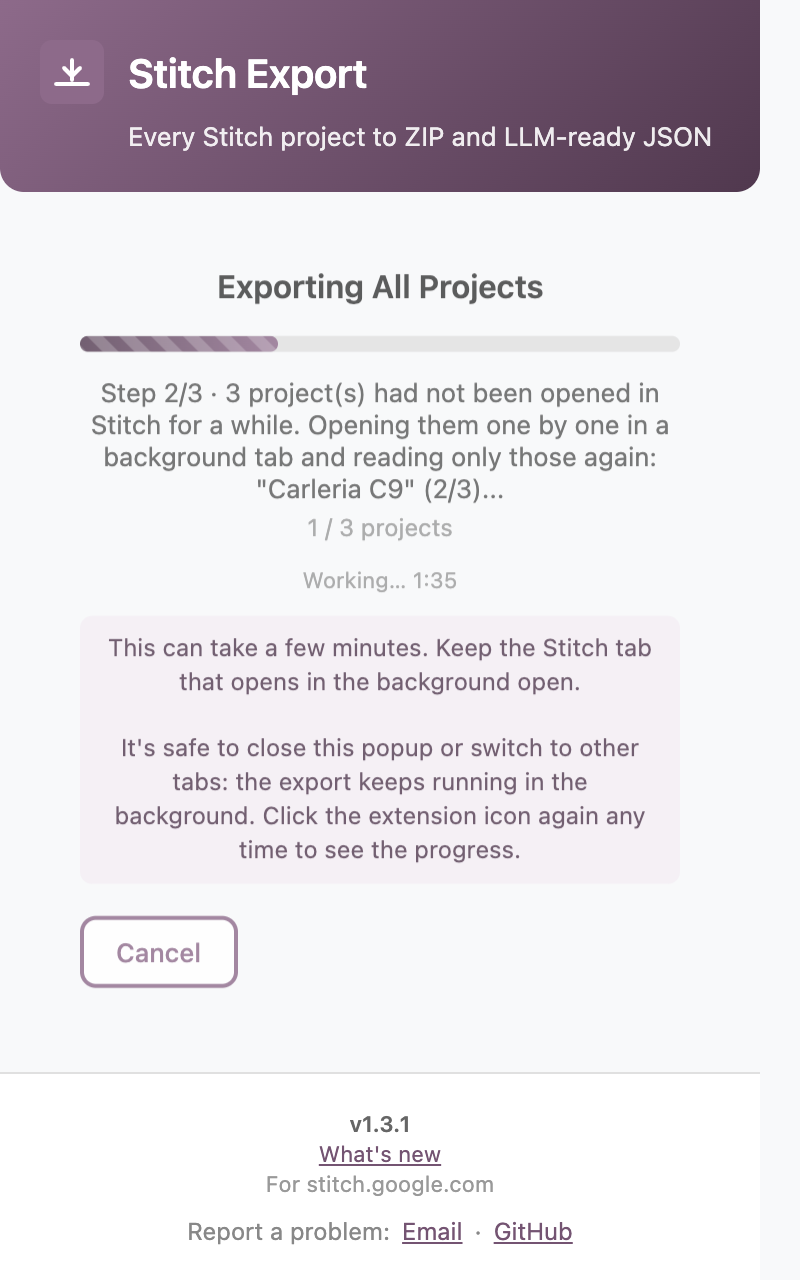 Stitch Export
Every Stitch project to ZIP and LLM-ready JSON
Exporting All Projects
Step 2/3 · 3 project(s) had not been opened in
Stitch for a while. Opening them one by one in a
background tab and reading only those again:
"Carleria C9" (2/3)...
1 / 3 projects
Working... 1:35
This can take a few minutes. Keep the Stitch tab
that opens in the background open.
It's safe to close this popup or switch to other
tabs: the export keeps running in the
background. Click the extension icon again any
time to see the progress.
Cancel
v1.3.1
What's new
For stitch.google.com
Report a problem: Email · GitHub